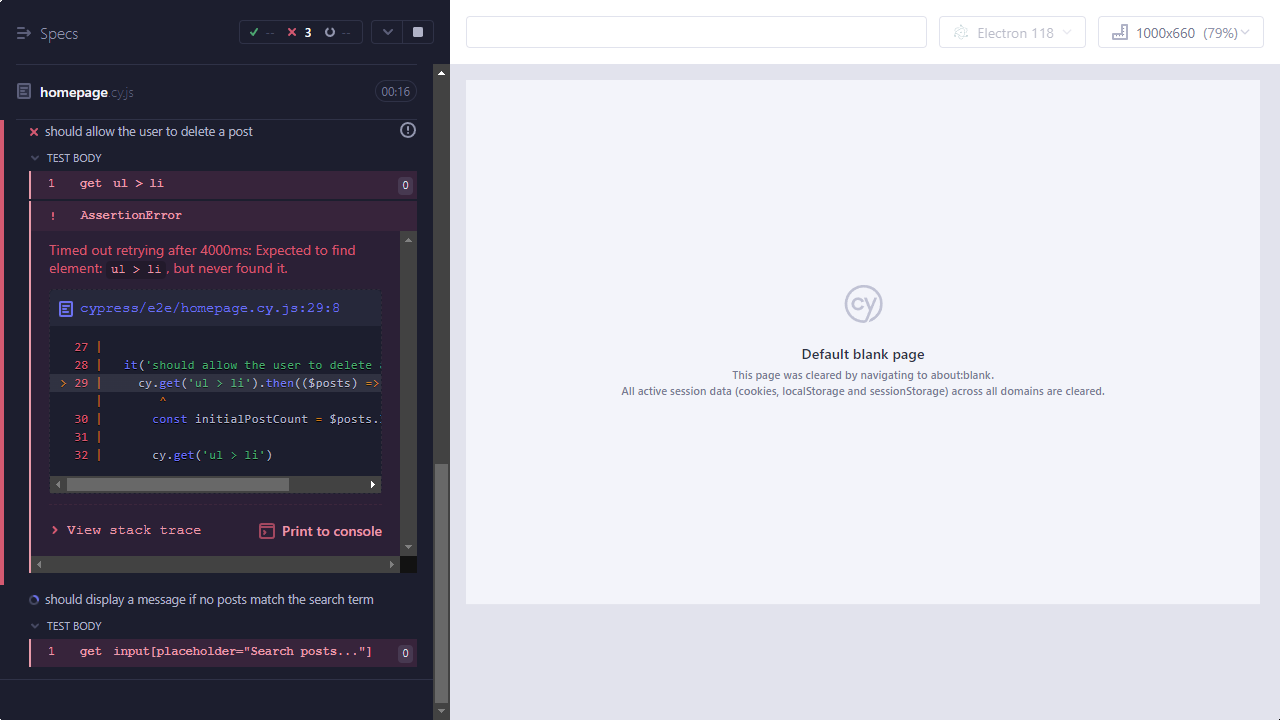 Specs
-- 3 --
homepage.cy.js
00:16
should allow the user to delete a post
TEST BODY
1 get ul > li 0
! AssertionError
Timed out retrying after 4000ms: Expected to find
element: ul > li , but never found it.
cypress/e2e/homepage.cy.js:29:8
27 |
28 | it('should allow the user to delete
> 29 | cy.get('ul > li').then(($posts) =>
| ^
30 | const initialPostCount = $posts.
31 |
32 | cy.get('ul > li')
> View stack trace
Print to console
should display a message if no posts match the search term
TEST BODY
1 get input[placeholder="Search posts..."] 0
Electron 118
1000x660 (79%)
cy
Default blank page
This page was cleared by navigating to about:blank.
All active session data (cookies, localStorage and sessionStorage) across all domains are cleared.